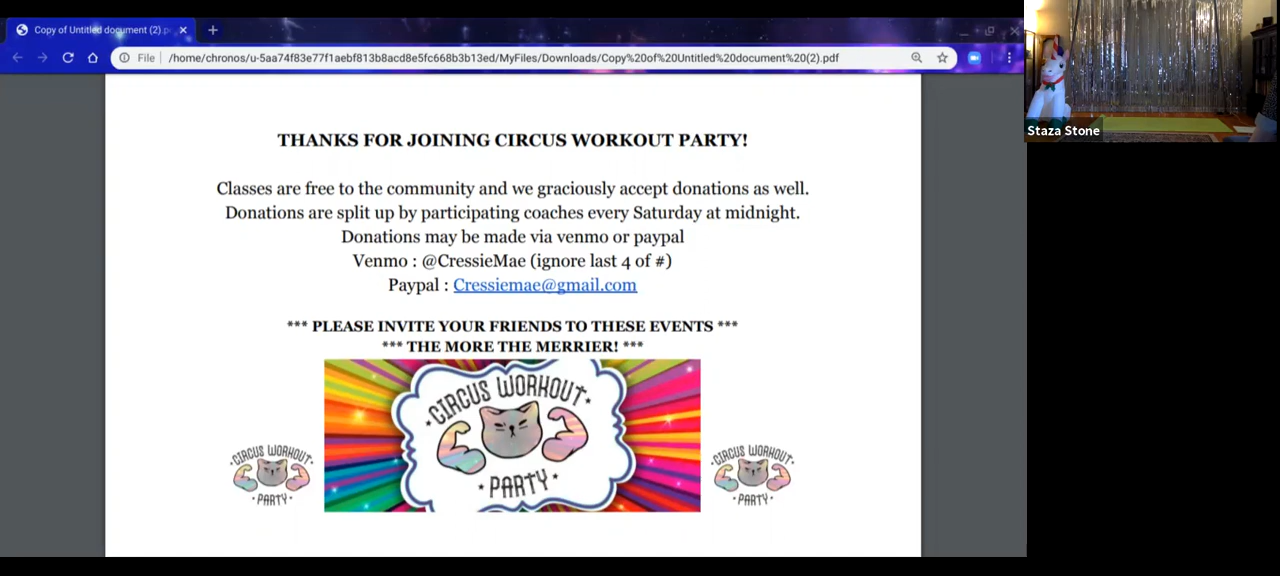 Copy of Untitled document (2).p
File
/home/chronos/u-5aa74f83e77f1aebf813b8acd8e5fc668b3b13ed/MyFiles/Downloads/Copy%20of%20Untitled%20document%20(2).pdf
Staza Stone
THANKS FOR JOINING CIRCUS WORKOUT PARTY!
Classes are free to the community and we graciously accept donations as well.
Donations are split up by participating coaches every Saturday at midnight.
Donations may be made via venmo or paypal
Venmo : @CressieMae (ignore last 4 of #)
Paypal : Cressiemae@gmail.com
*** PLEASE INVITE YOUR FRIENDS TO THESE EVENTS ***
*** THE MORE THE MERRIER! ***
CIRCUS WORKOUT
PARTY
CIRCUS WORKOUT
PARTY
CIRCUS WORKOUT
PARTY